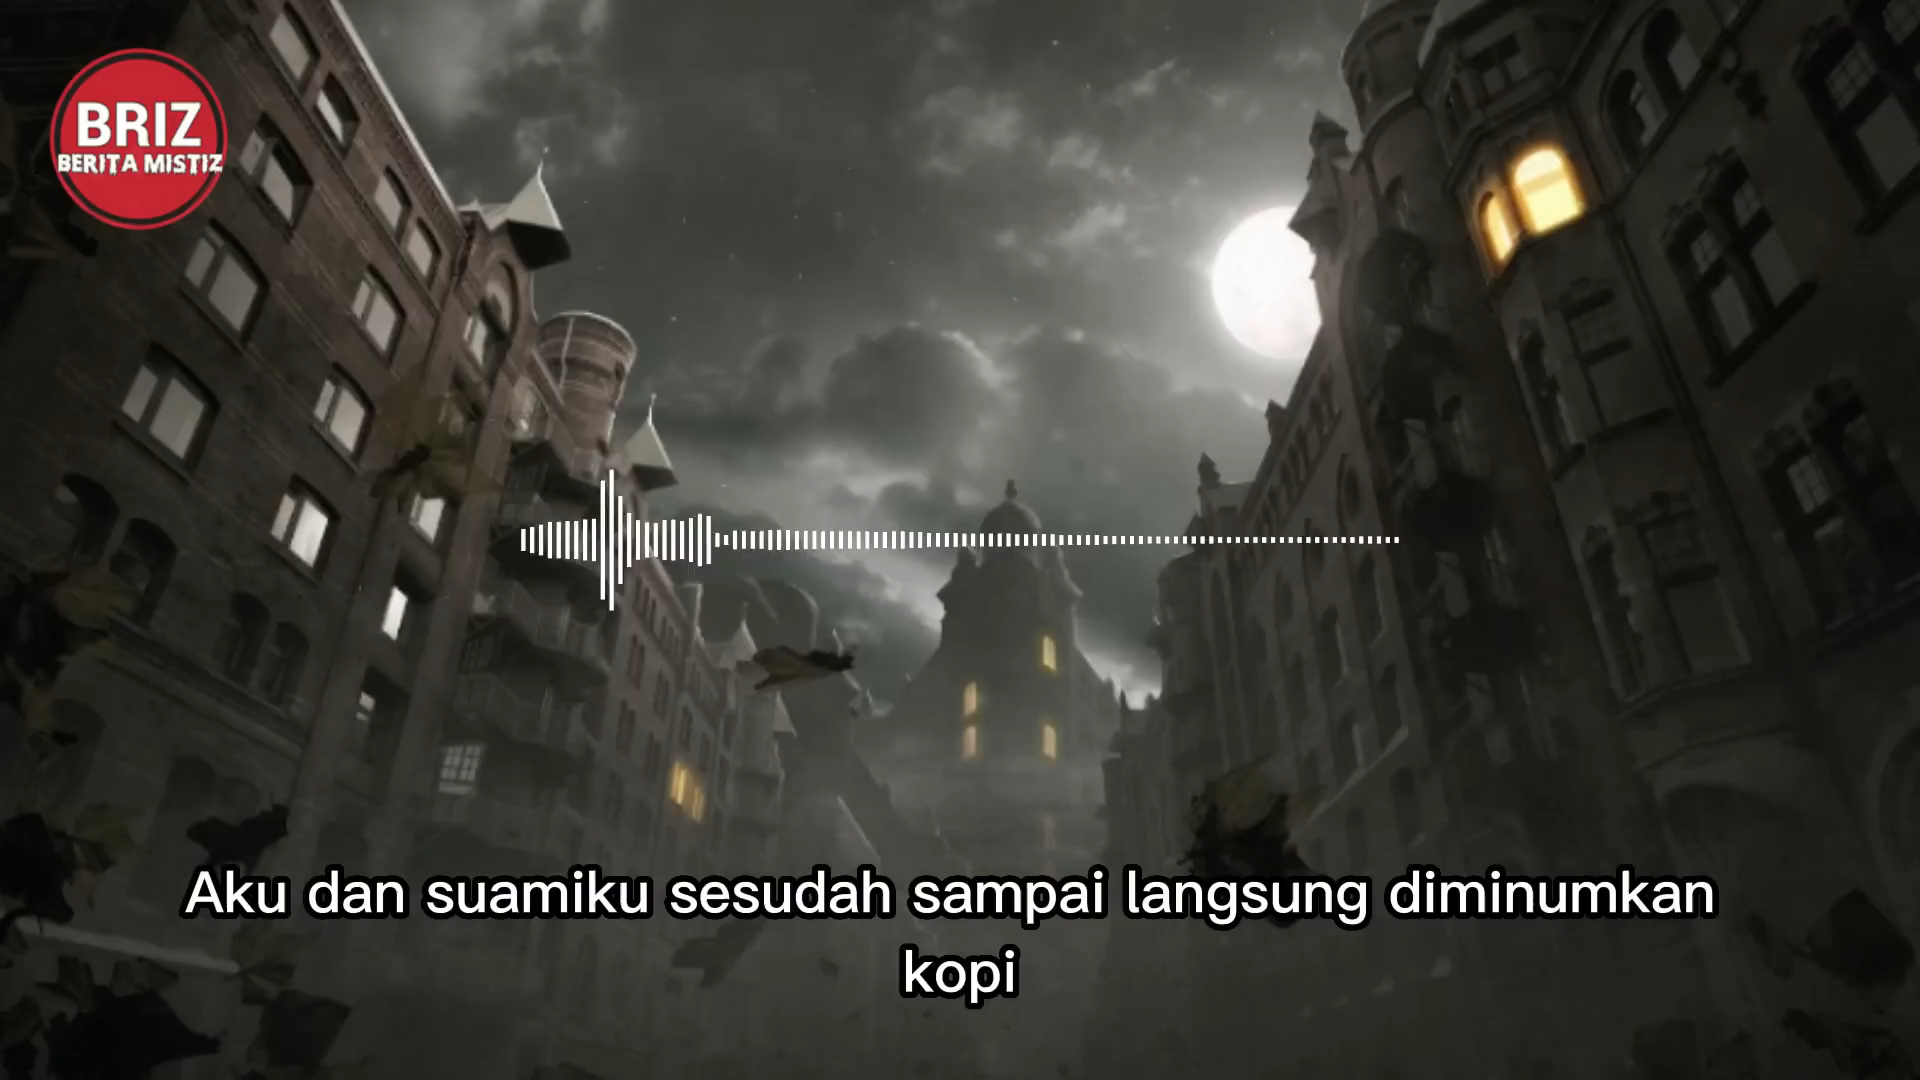 BRIZ
BERITA MISTIZ
Aku dan suamiku sesudah sampai langsung diminumkan
kopi